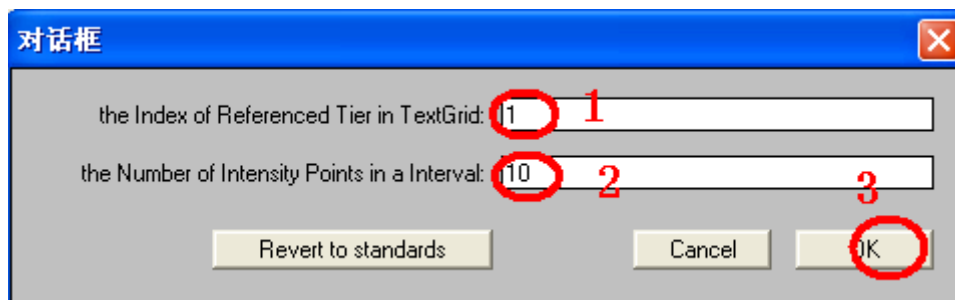 对话框
the Index of Referenced Tier in TextGrid: 1 1
the Number of Intensity Points in a Interval: 10 2
3
Revert to standards Cancel OK